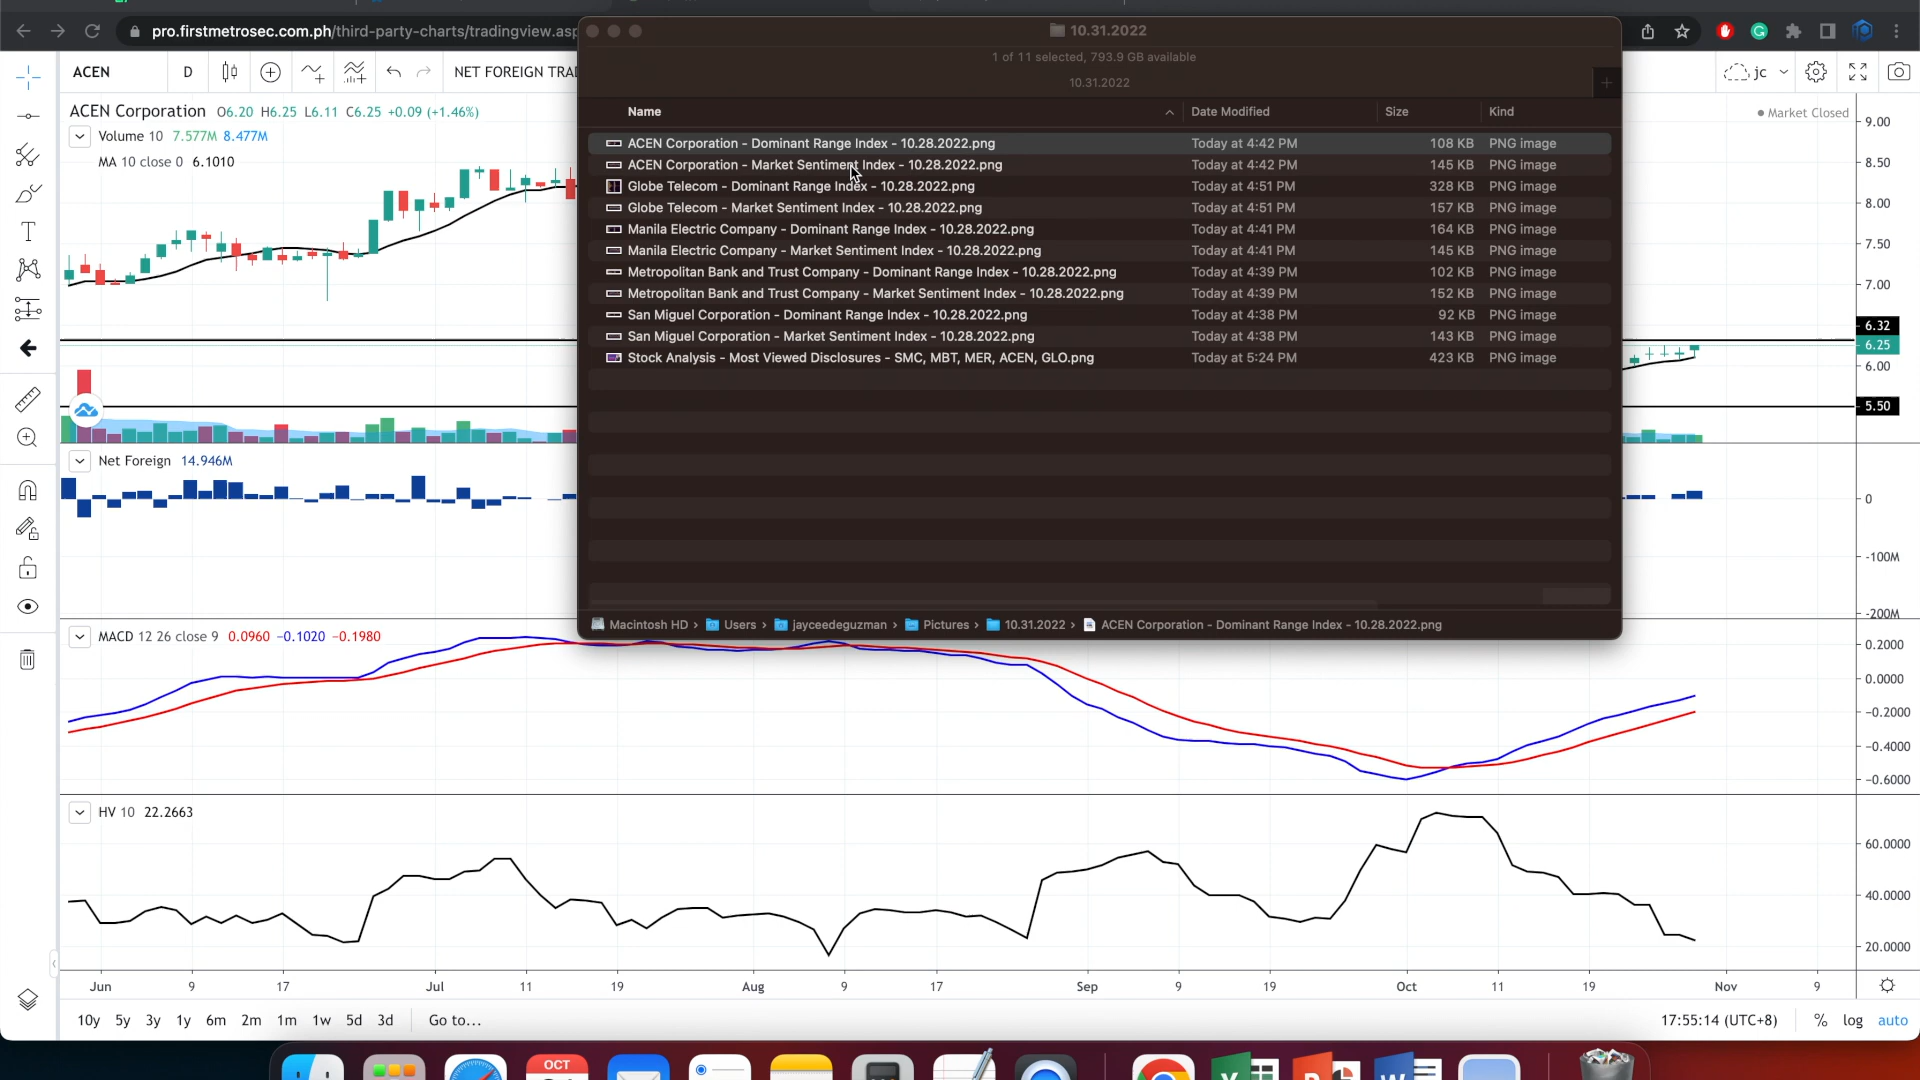 pro.firstmetrosec.com.ph/third-party-charts/tradingview.asp
10.31.2022
1 of 11 selected, 793.9 GB available
10.31.2022
ACEN
D
NET FOREIGN TRAD
jc
ACEN Corporation O6.20 H6.25 L6.11 C6.25 +0.09 (+1.46%)
Volume 10 7.577M 8.477M
MA 10 close 0 6.1010
Market Closed
Name Date Modified Size Kind
ACEN Corporation - Dominant Range Index - 10.28.2022.png Today at 4:42 PM 108 KB PNG image
ACEN Corporation - Market Sentiment Index - 10.28.2022.png Today at 4:42 PM 145 KB PNG image
Globe Telecom - Dominant Range Index - 10.28.2022.png Today at 4:51 PM 328 KB PNG image
Globe Telecom - Market Sentiment Index - 10.28.2022.png Today at 4:51 PM 157 KB PNG image
Manila Electric Company - Dominant Range Index - 10.28.2022.png Today at 4:41 PM 164 KB PNG image
Manila Electric Company - Market Sentiment Index - 10.28.2022.png Today at 4:41 PM 145 KB PNG image
Metropolitan Bank and Trust Company - Dominant Range Index - 10.28.2022.png Today at 4:39 PM 102 KB PNG image
Metropolitan Bank and Trust Company - Market Sentiment Index - 10.28.2022.png Today at 4:39 PM 152 KB PNG image
San Miguel Corporation - Dominant Range Index - 10.28.2022.png Today at 4:38 PM 92 KB PNG image
San Miguel Corporation - Market Sentiment Index - 10.28.2022.png Today at 4:38 PM 143 KB PNG image
Stock Analysis - Most Viewed Disclosures - SMC, MBT, MER, ACEN, GLO.png Today at 5:24 PM 423 KB PNG image
Macintosh HD › Users › jayceedeguzman › Pictures › 10.31.2022 › ACEN Corporation - Dominant Range Index - 10.28.2022.png
9.00
8.50
8.00
7.50
7.00
6.32
6.25
6.00
5.50
Net Foreign 14.946M
0
-100M
-200M
MACD 12 26 close 9 0.0960 -0.1020 -0.1980
0.2000
0.0000
-0.2000
-0.4000
-0.6000
HV 10 22.2663
60.0000
40.0000
20.0000
Jun 9 17 Jul 11 19 Aug 9 17 Sep 9 19 Oct 11 19 Nov 9
10y 5y 3y 1y 6m 2m 1m 1w 5d 3d Go to... 17:55:14 (UTC+8) % log auto
OCT